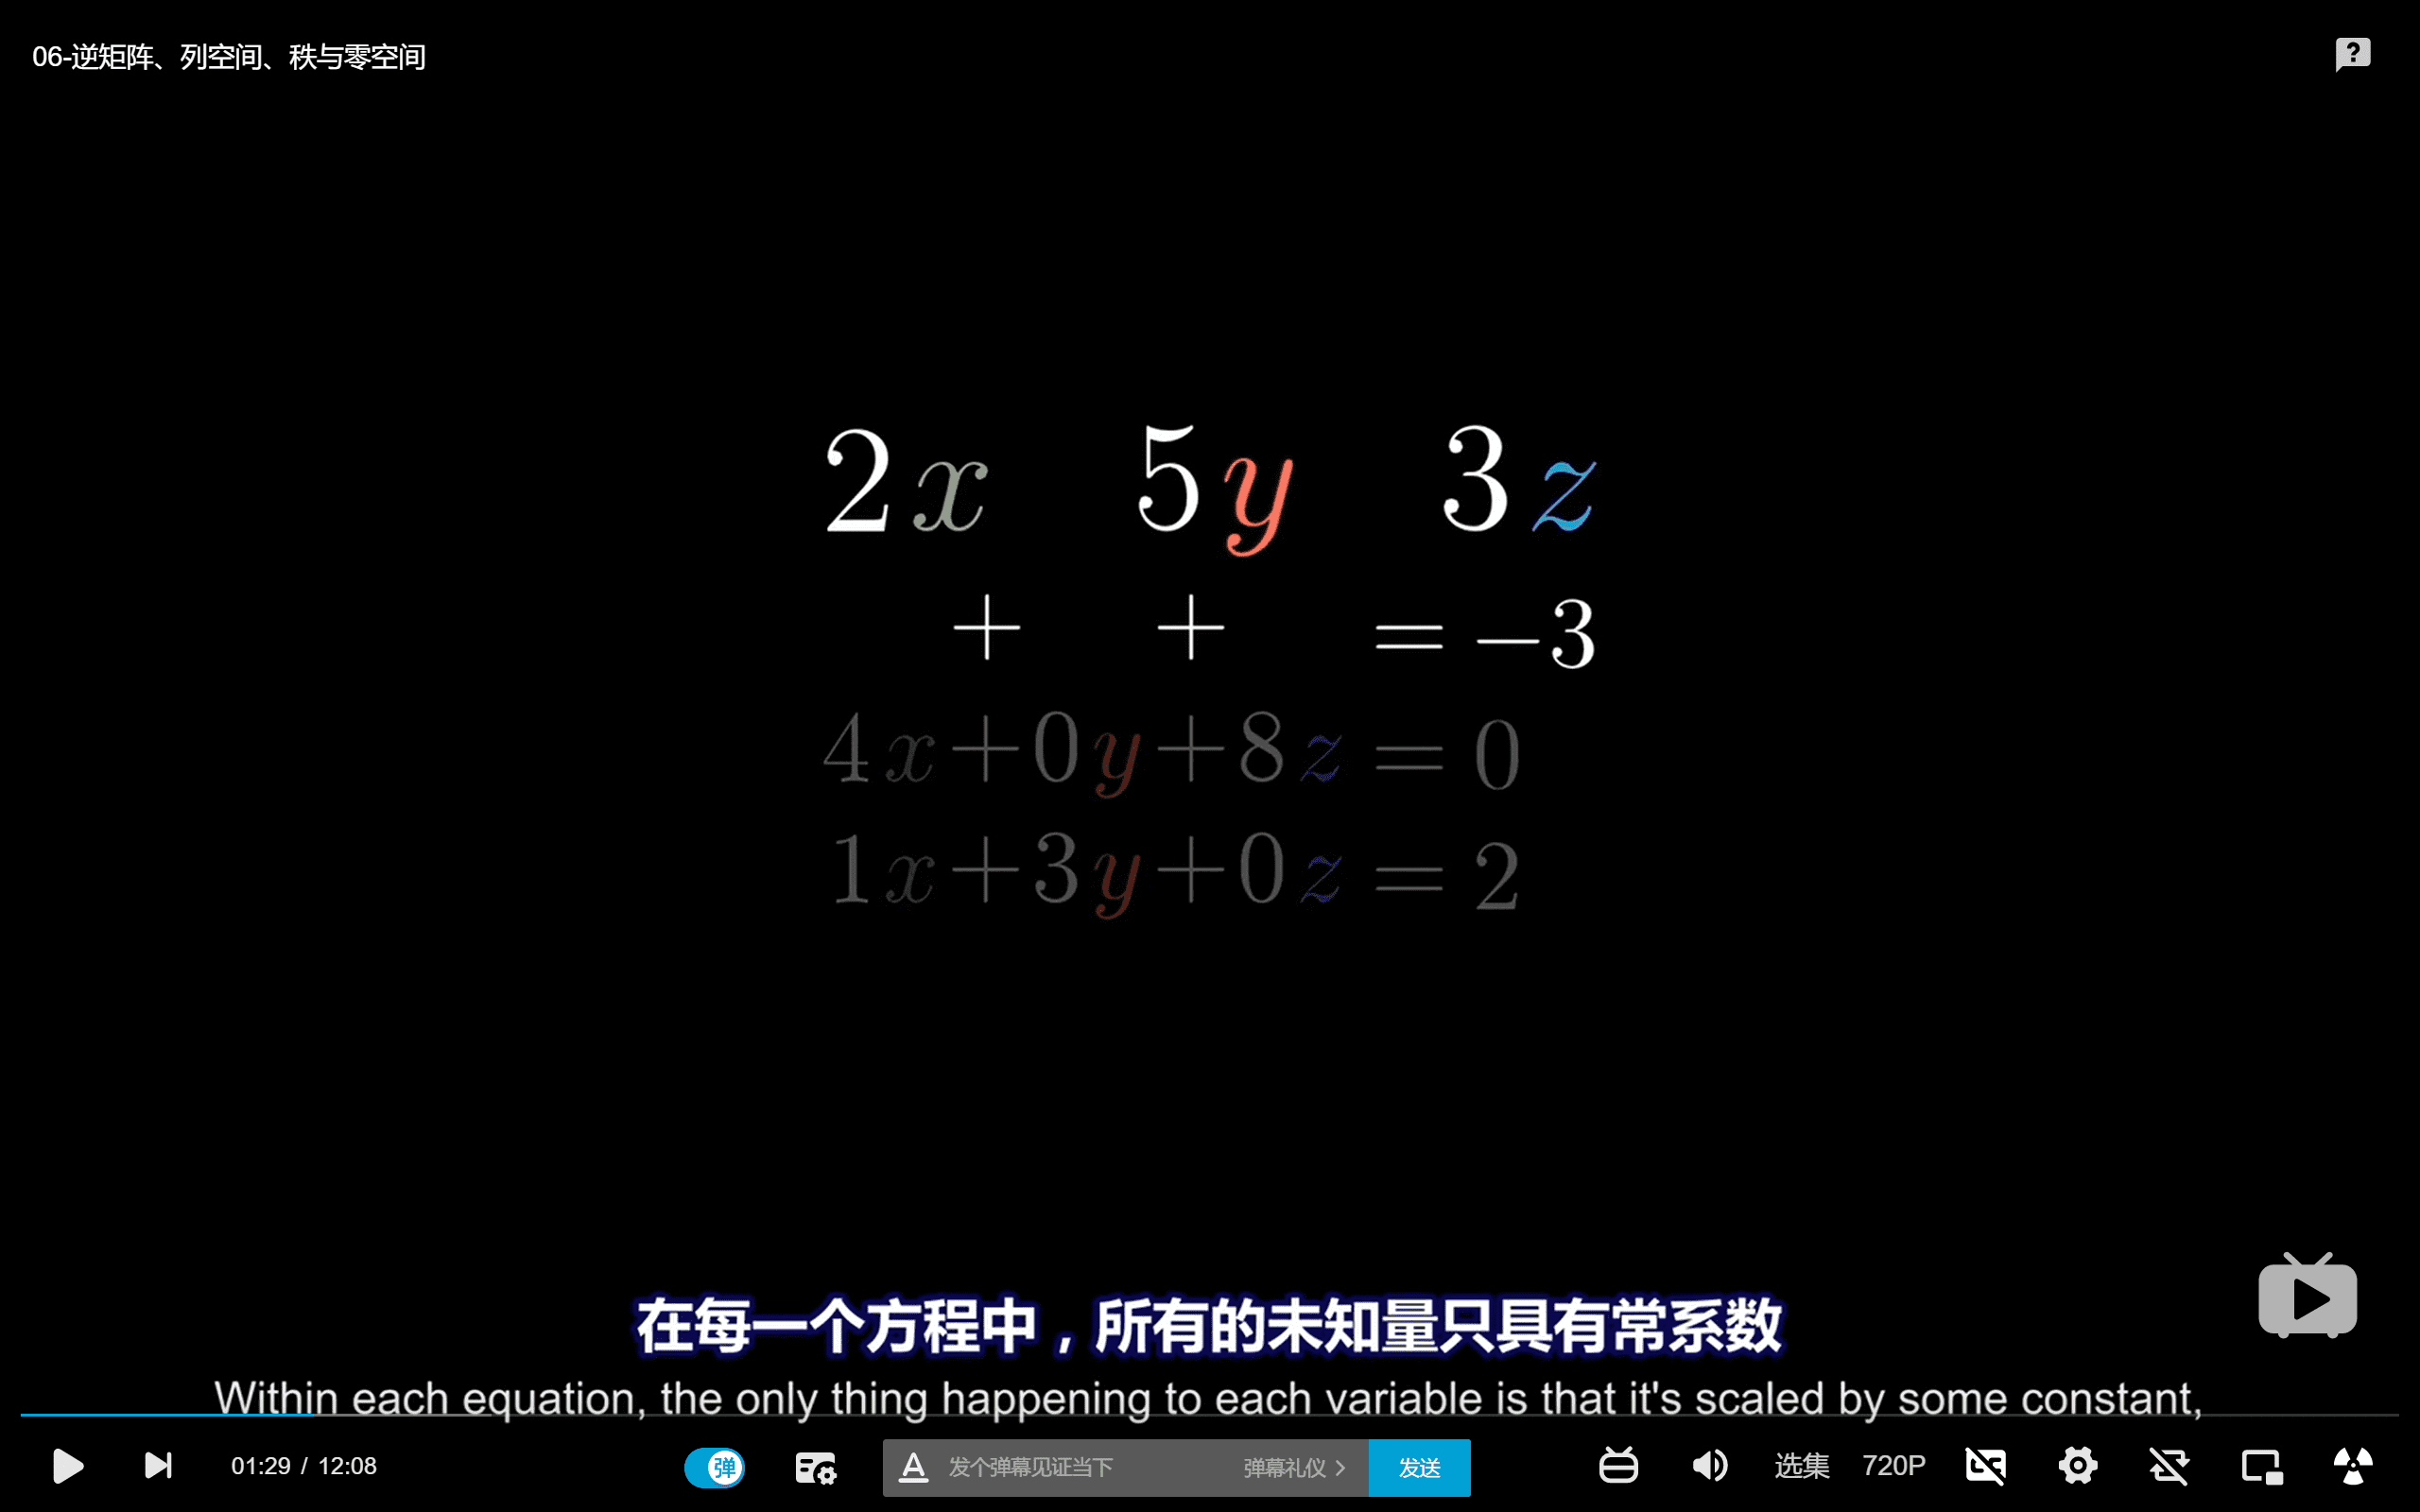 06-逆矩阵、列空间、秩与零空间
2x 5y 3z
+ + = -3
4x+0y+8z = 0
1x+3y+0z = 2
在每一个方程中，所有的未知量只具有常系数
Within each equation, the only thing happening to each variable is that it's scaled by some constant,
01:29 / 12:08 弹 发个弹幕见证当下 弹幕礼仪 > 发送 选集 720P